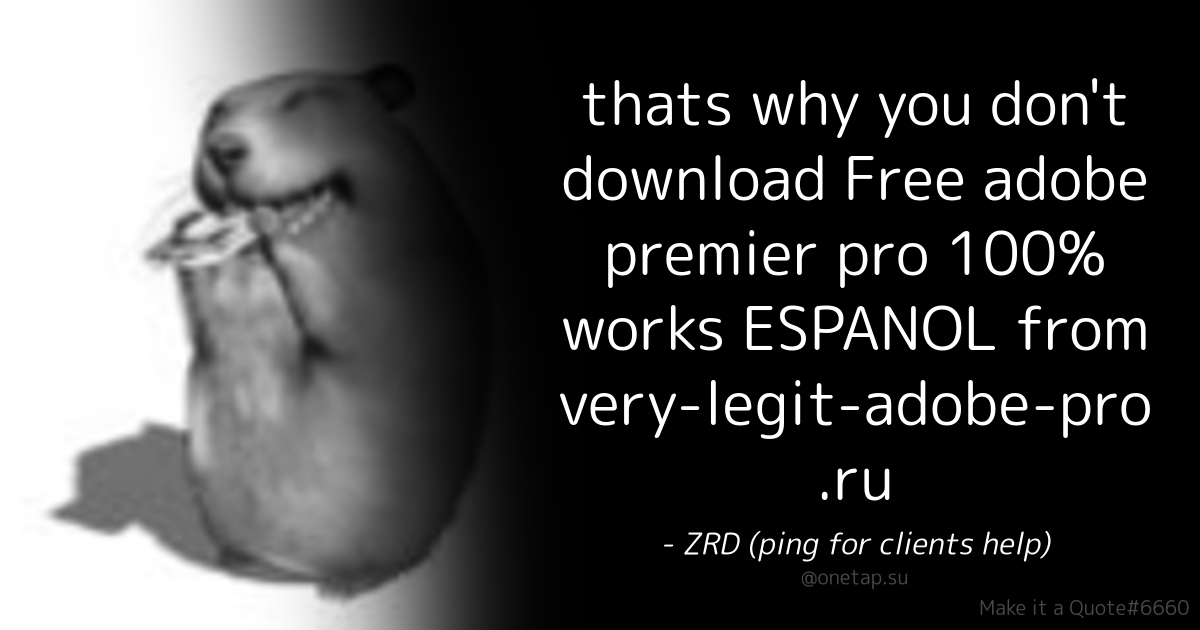 thats why you don't
download Free adobe
premier pro 100%
works ESPANOL from
very-legit-adobe-pro
.ru
- ZRD (ping for clients help)
@onetap.su
Make it a Quote#6660